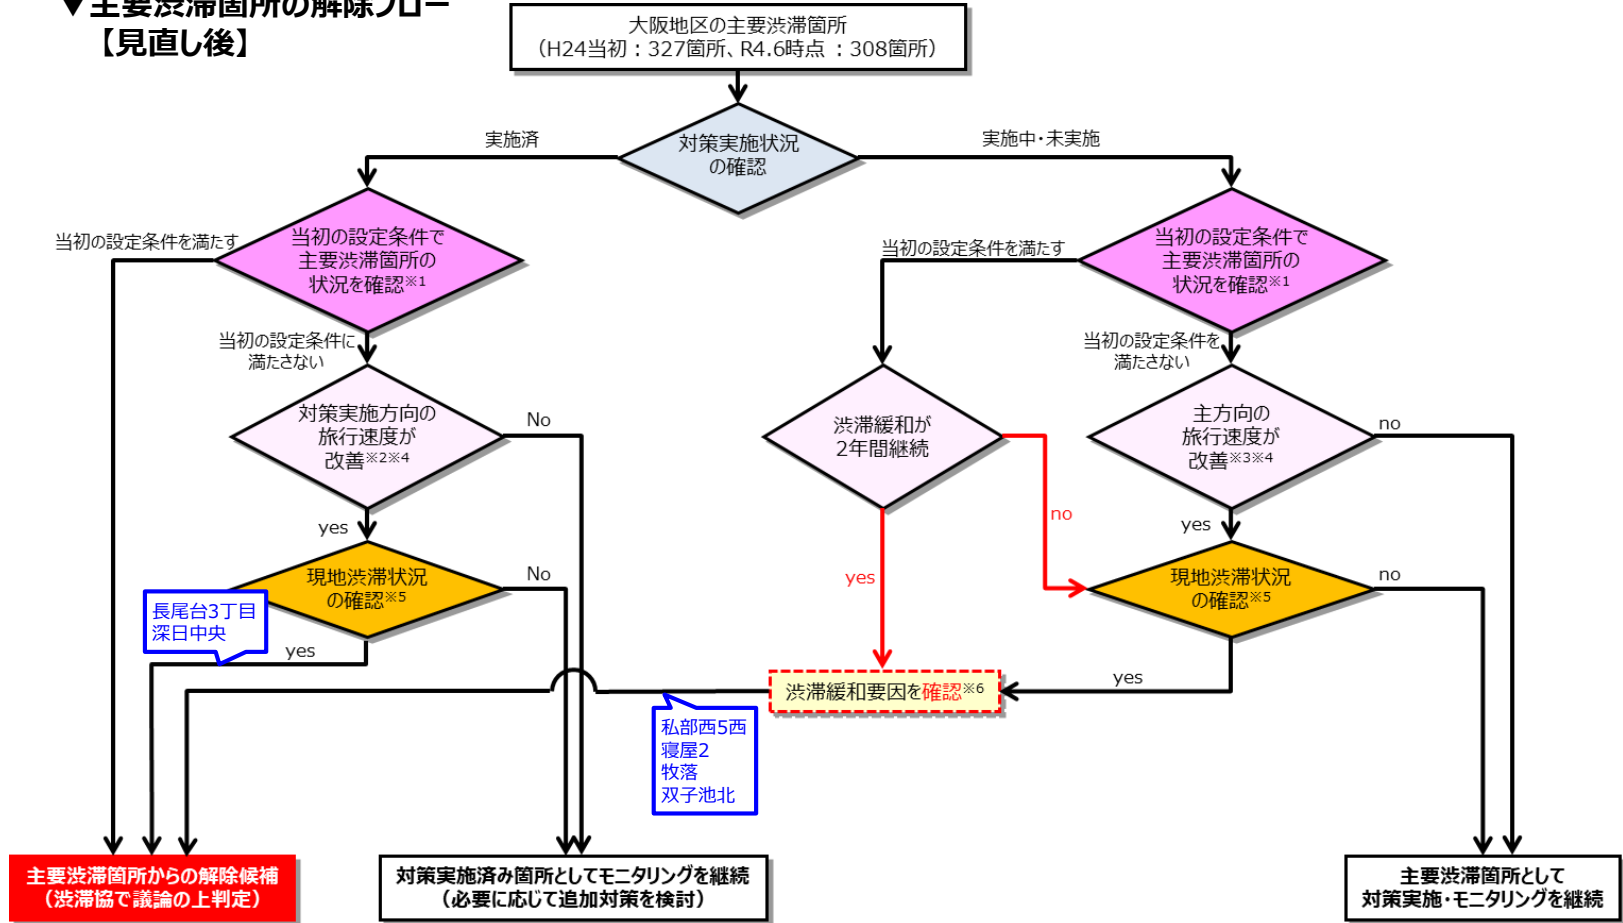 ▼主要渋滞箇所の解除フロー
【見直し後】
大阪地区の主要渋滞箇所
（H24当初：327箇所、R4.6時点 ：308箇所）
対策実施状況
の確認
実施済
実施中・未実施
当初の設定条件で
主要渋滞箇所の
状況を確認※1
当初の設定条件を満たす
当初の設定条件に
満たさない
対策実施方向の
旅行速度が
改善※2※4
No
yes
現地渋滞状況
の確認※5
No
yes
長尾台3丁目
深日中央
当初の設定条件で
主要渋滞箇所の
状況を確認※1
当初の設定条件を満たす
当初の設定条件を
満たさない
渋滞緩和が
2年間継続
no
yes
主方向の
旅行速度が
改善※3※4
no
yes
現地渋滞状況
の確認※5
no
yes
渋滞緩和要因を確認※6
私部西5西
寝屋2
牧落
双子池北
主要渋滞箇所からの解除候補
（渋滞協で議論の上判定）
対策実施済み箇所としてモニタリングを継続
（必要に応じて追加対策を検討）
主要渋滞箇所として
対策実施・モニタリングを継続